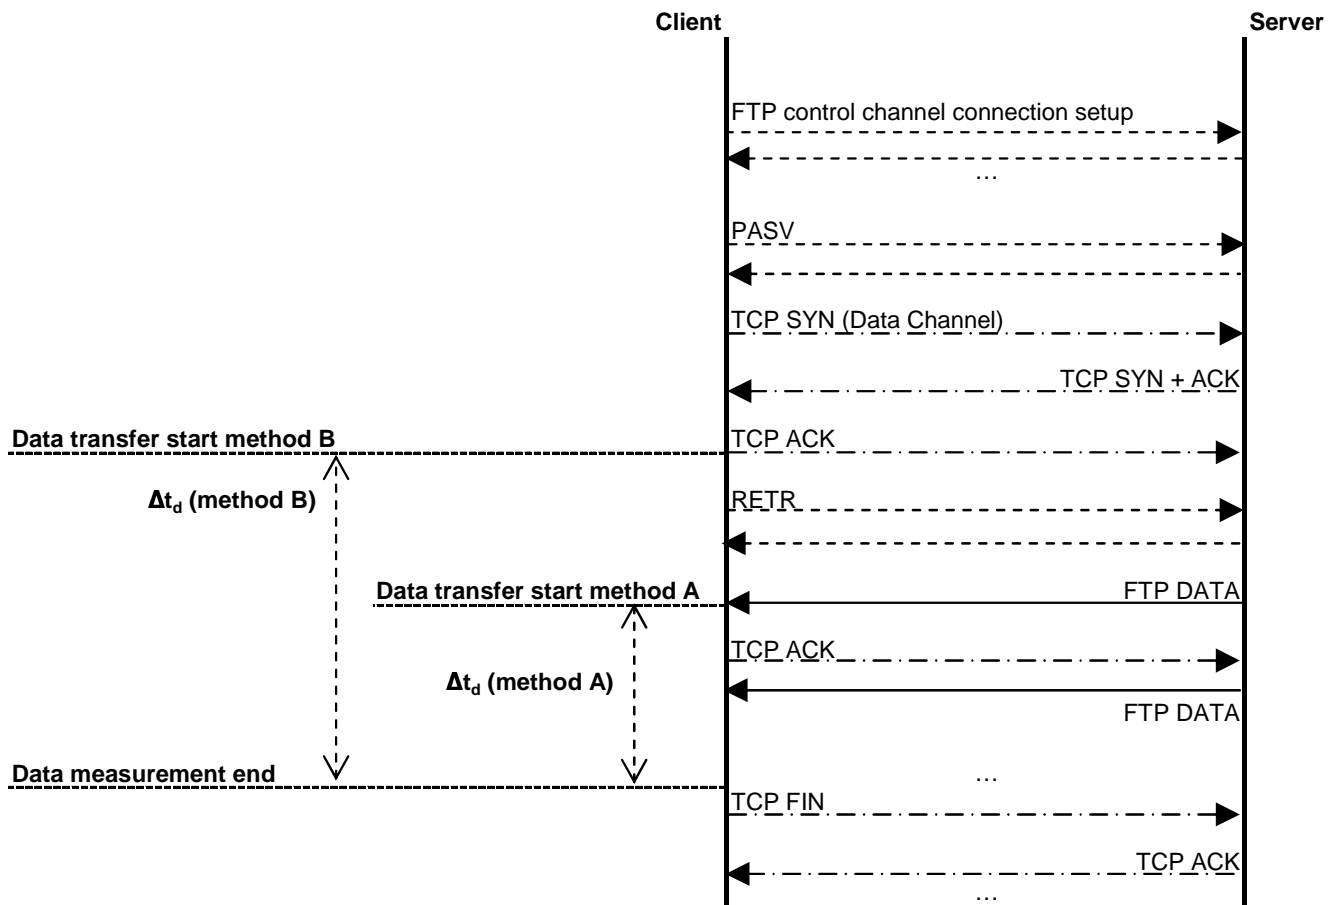 Client
Server
FTP control channel connection setup
…
PASV
TCP SYN (Data Channel)
TCP SYN + ACK
Data transfer start method B
TCP ACK
Δtd (method B)
RETR
Data transfer start method A
FTP DATA
TCP ACK
Δtd (method A)
FTP DATA
Data measurement end
…
TCP FIN
TCP ACK
…